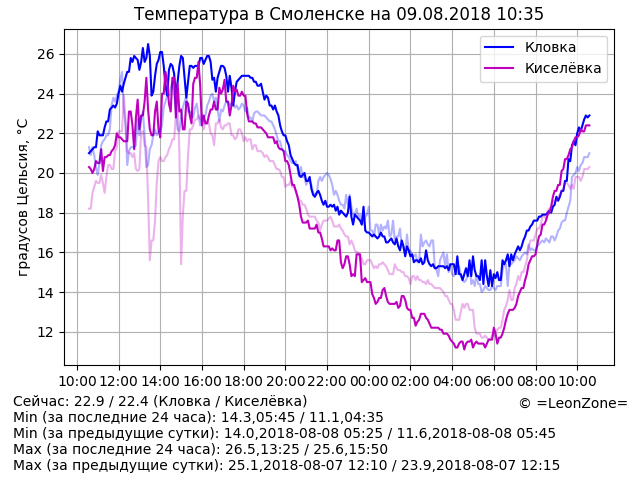 Температура в Смоленске на 09.08.2018 10:35
градусов Цельсия, °C
26
24
22
20
18
16
14
12
Кловка
Киселёвка
10:00 12:00 14:00 16:00 18:00 20:00 22:00 00:00 02:00 04:00 06:00 08:00 10:00
Сейчас: 22.9 / 22.4 (Кловка / Киселёвка)
© =LeonZone=
Min (за последние 24 часа): 14.3,05:45 / 11.1,04:35
Min (за предыдущие сутки): 14.0,2018-08-08 05:25 / 11.6,2018-08-08 05:45
Max (за последние 24 часа): 26.5,13:25 / 25.6,15:50
Max (за предыдущие сутки): 25.1,2018-08-07 12:10 / 23.9,2018-08-07 12:15